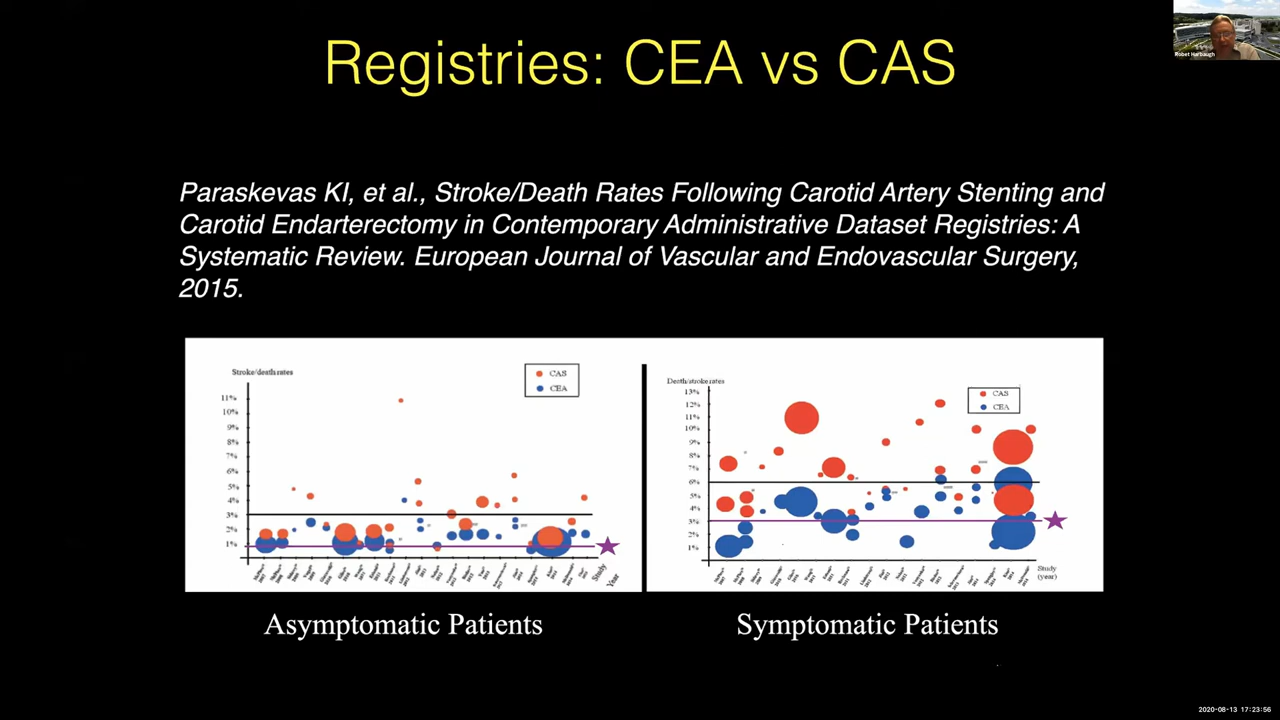 Registries: CEA vs CAS
Robet Harbaugh
Paraskevas KI, et al., Stroke/Death Rates Following Carotid Artery Stenting and
Carotid Endarterectomy in Contemporary Administrative Dataset Registries: A
Systematic Review. European Journal of Vascular and Endovascular Surgery,
2015.
Stroke/death rates
CAS
CEA
11%
10%
9%
8%
7%
6%
5%
4%
3%
2%
1%
Study
Year
Death/stroke rates
CAS
CEA
13%
12%
11%
10%
9%
8%
7%
6%
5%
4%
3%
2%
1%
Study
(year)
Asymptomatic Patients
Symptomatic Patients
2020-08-13 17:23:56